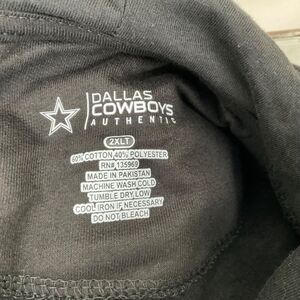 DALLAS
COWBOYS
AUTHENTIC
2XLT
60% COTTON, 40% POLYESTER
RN# 135969
MADE IN PAKISTAN
MACHINE WASH COLD
TUMBLE DRY LOW
COOL IRON IF NECESSARY
DO NOT BLEACH